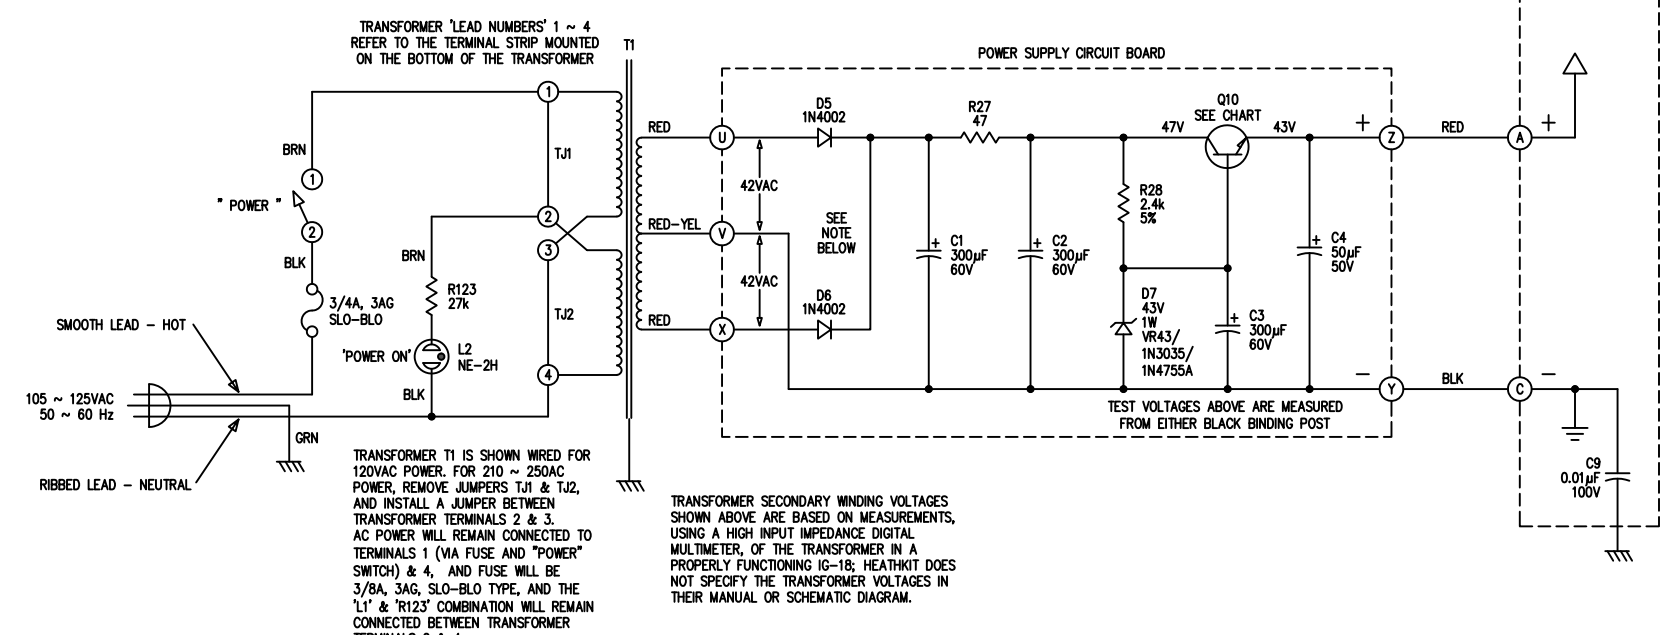 TRANSFORMER 'LEAD NUMBERS' 1 ~ 4
REFER TO THE TERMINAL STRIP MOUNTED
ON THE BOTTOM OF THE TRANSFORMER
T1
POWER SUPPLY CIRCUIT BOARD
1
BRN
1
" POWER "
2
BLK
3/4A, 3AG
SLO-BLO
SMOOTH LEAD - HOT
105 ~ 125VAC
50 ~ 60 Hz
GRN
RIBBED LEAD - NEUTRAL
TJ1
2
3
BRN
R123
27k
TJ2
'POWER ON'
L2
NE-2H
BLK
4
RED
U
RED-YEL
V
RED
X
42VAC
42VAC
D5
1N4002
SEE
NOTE
BELOW
D6
1N4002
R27
47
+
C1
300µF
60V
+
C2
300µF
60V
47V
Q10
SEE CHART
43V
R28
2.4k
5%
D7
43V
1W
VR43/
1N3035/
1N4755A
+
C3
300µF
60V
+
C4
50µF
50V
+
Z
RED
A
+
-
Y
BLK
C
-
TEST VOLTAGES ABOVE ARE MEASURED
FROM EITHER BLACK BINDING POST
C9
0.01µF
100V
TRANSFORMER T1 IS SHOWN WIRED FOR
120VAC POWER. FOR 210 ~ 250AC
POWER, REMOVE JUMPERS TJ1 & TJ2,
AND INSTALL A JUMPER BETWEEN
TRANSFORMER TERMINALS 2 & 3.
AC POWER WILL REMAIN CONNECTED TO
TERMINALS 1 (VIA FUSE AND "POWER"
SWITCH) & 4, AND FUSE WILL BE
3/8A, 3AG, SLO-BLO TYPE, AND THE
'L1' & 'R123' COMBINATION WILL REMAIN
CONNECTED BETWEEN TRANSFORMER
TRANSFORMER SECONDARY WINDING VOLTAGES
SHOWN ABOVE ARE BASED ON MEASUREMENTS,
USING A HIGH INPUT IMPEDANCE DIGITAL
MULTIMETER, OF THE TRANSFORMER IN A
PROPERLY FUNCTIONING IG-18; HEATHKIT DOES
NOT SPECIFY THE TRANSFORMER VOLTAGES IN
THEIR MANUAL OR SCHEMATIC DIAGRAM.